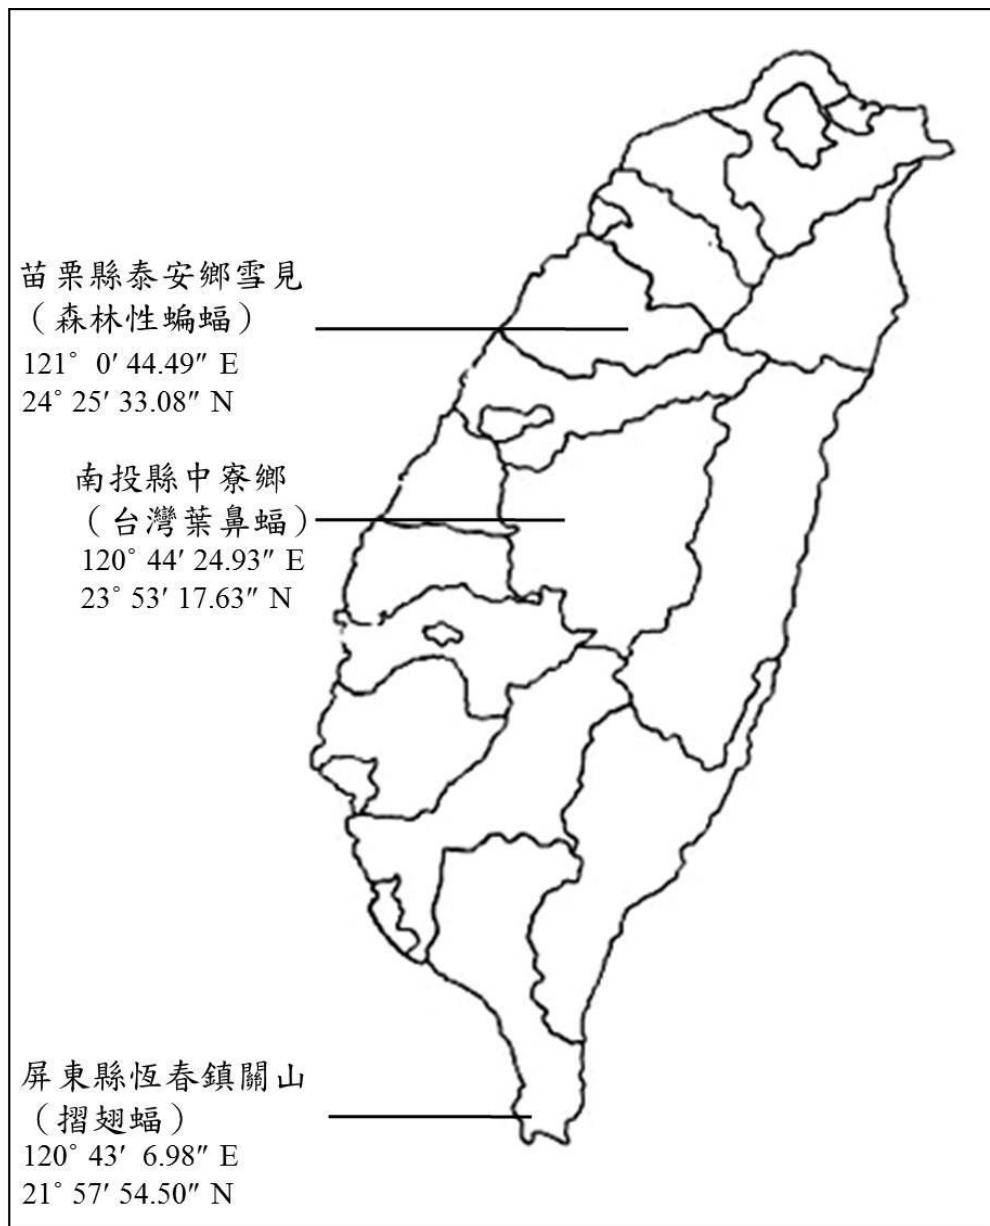 苗栗縣泰安鄉雪見
（森林性蝙蝠）
121° 0′ 44.49″ E
24° 25′ 33.08″ N
南投縣中寮鄉
（台灣葉鼻蝠）
120° 44′ 24.93″ E
23° 53′ 17.63″ N
屏東縣恆春鎮關山
（摺翅蝠）
120° 43′ 6.98″ E
21° 57′ 54.50″ N